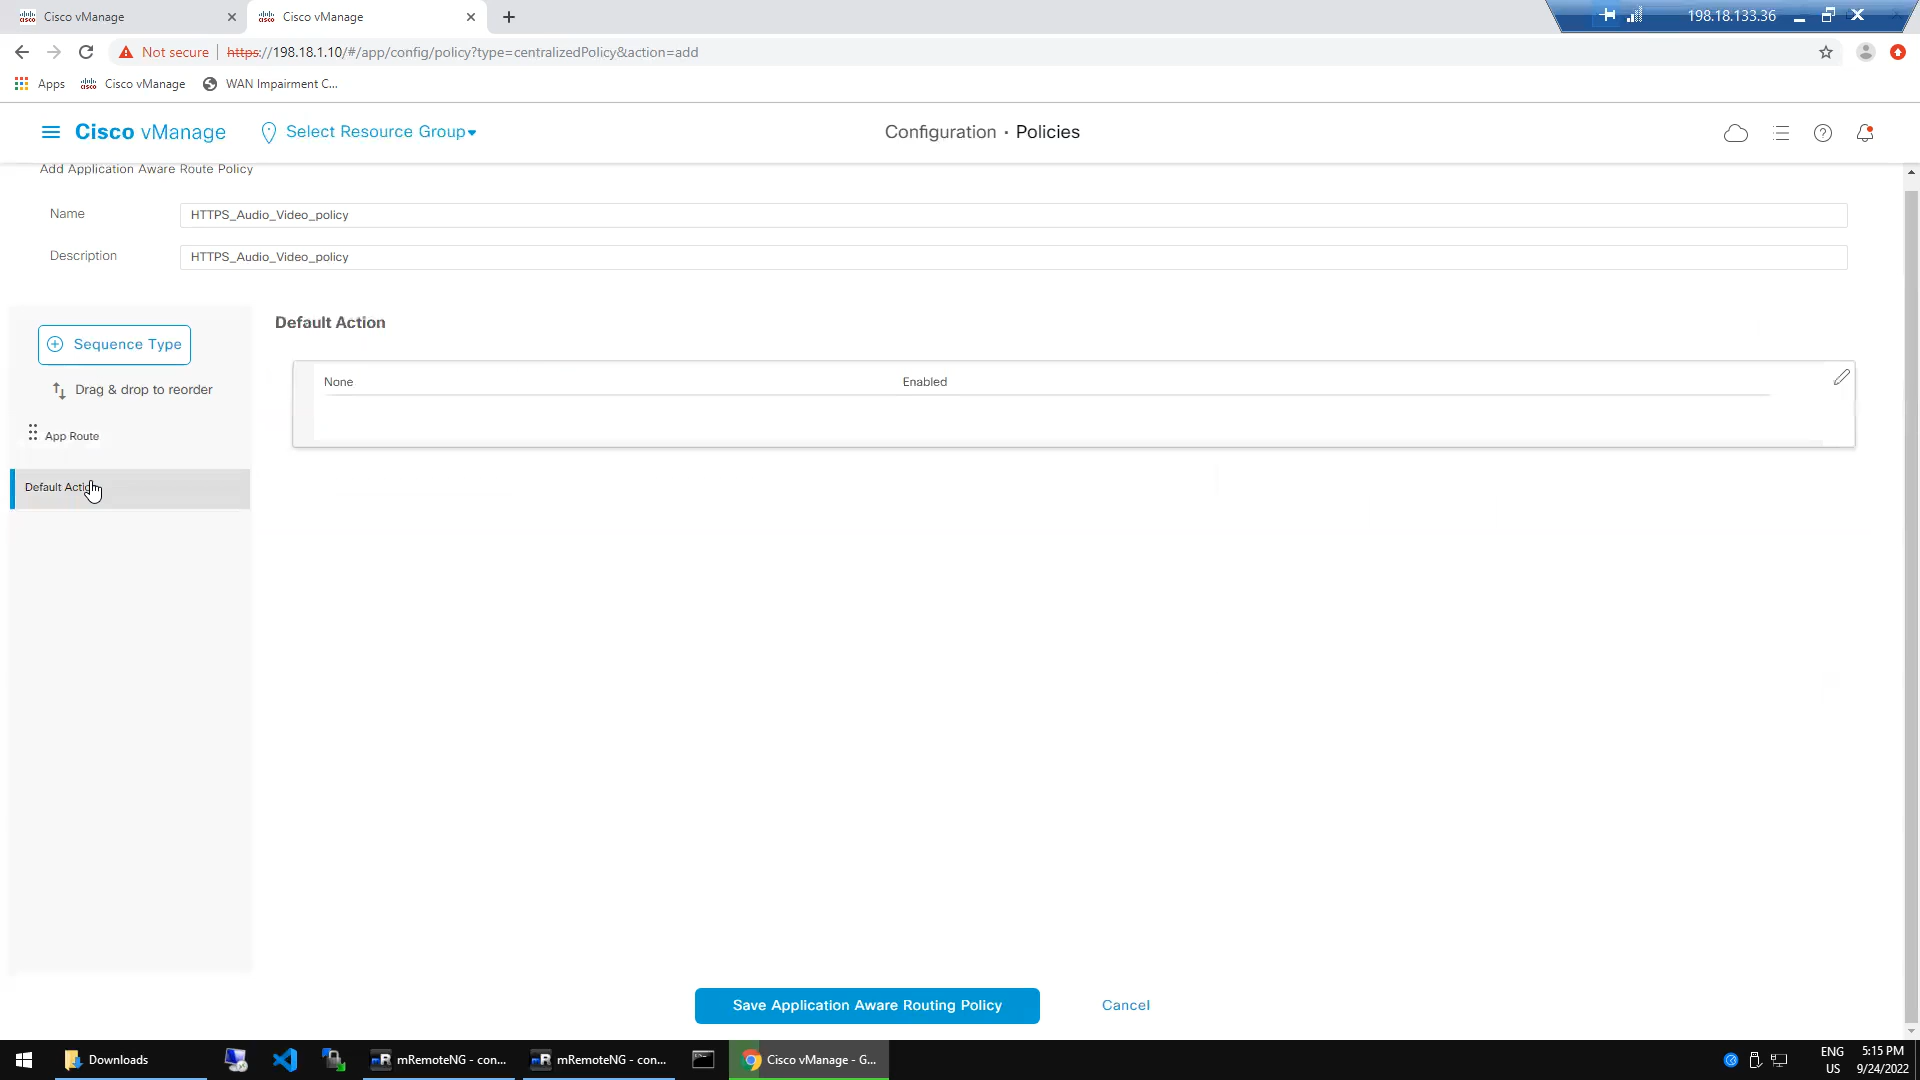 Cisco vManage
Cisco vManage
198.18.133.36
Not secure
https://198.18.1.10/#/app/config/policy?type=centralizedPolicy&action=add
Apps
Cisco vManage
WAN Impairment C...
Cisco vManage
Select Resource Group
Configuration · Policies
Add Application Aware Route Policy
Name
HTTPS_Audio_Video_policy
Description
HTTPS_Audio_Video_policy
Sequence Type
Drag & drop to reorder
App Route
Default Action
Default Action
None
Enabled
Save Application Aware Routing Policy
Cancel
Downloads
mRemoteNG - con...
mRemoteNG - con...
Cisco vManage - G...
ENG
US
5:15 PM
9/24/2022